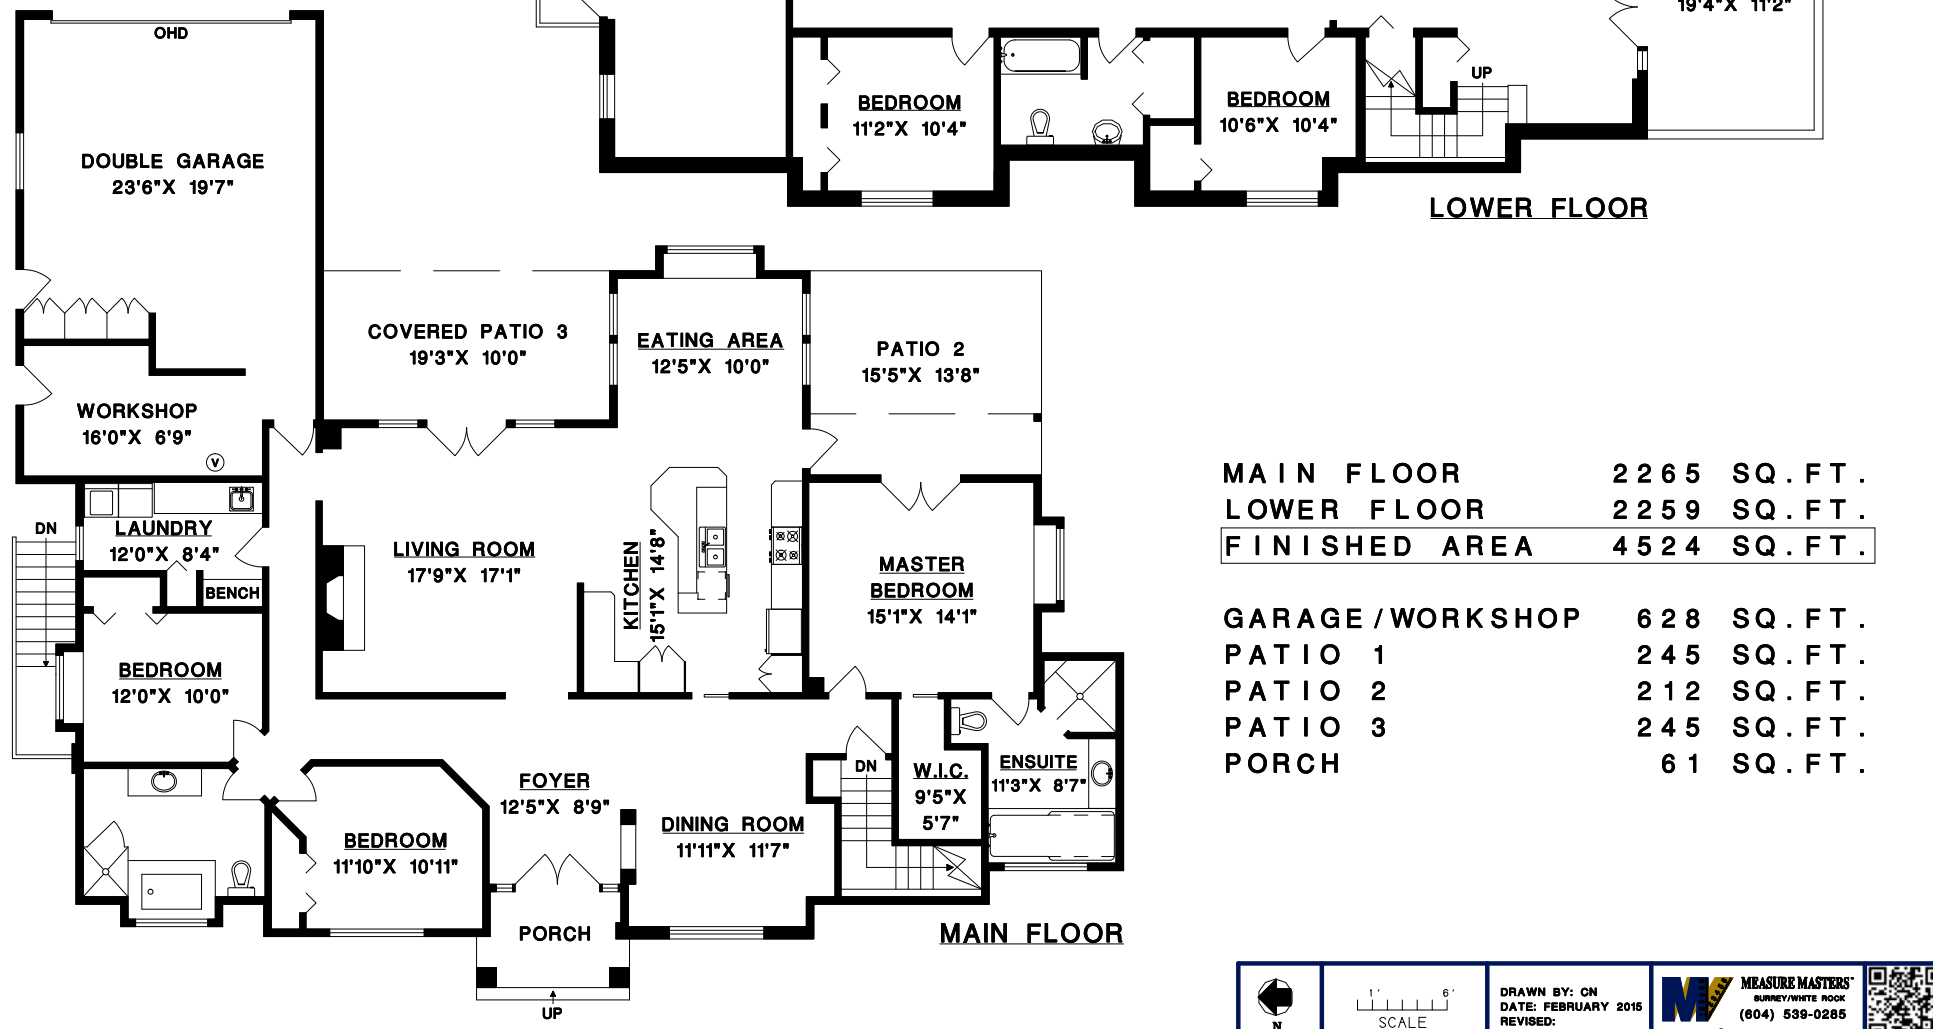 19'4"X 11'2"
OHD
BEDROOM
11'2"X 10'4"
BEDROOM
10'6"X 10'4"
UP
DOUBLE GARAGE
23'6"X 19'7"
LOWER FLOOR
COVERED PATIO 3
19'3"X 10'0"
EATING AREA
12'5"X 10'0"
PATIO 2
15'5"X 13'8"
WORKSHOP
16'0"X 6'9"
V
DN
LAUNDRY
12'0"X 8'4"
BENCH
LIVING ROOM
17'9"X 17'1"
KITCHEN
15'1"X 14'8"
MASTER
BEDROOM
15'1"X 14'1"
BEDROOM
12'0"X 10'0"
FOYER
12'5"X 8'9"
DN
W.I.C.
9'5"X
5'7"
ENSUITE
11'3"X 8'7"
BEDROOM
11'10"X 10'11"
DINING ROOM
11'11"X 11'7"
PORCH
UP
MAIN FLOOR
MAIN FLOOR 2265 SQ.FT.
LOWER FLOOR 2259 SQ.FT.
FINISHED AREA 4524 SQ.FT.
GARAGE/WORKSHOP 628 SQ.FT.
PATIO 1 245 SQ.FT.
PATIO 2 212 SQ.FT.
PATIO 3 245 SQ.FT.
PORCH 61 SQ.FT.
N
1' 6'
SCALE
DRAWN BY: CN
DATE: FEBRUARY 2015
REVISED:
MEASURE MASTERS
SURREY/WHITE ROCK
(604) 539-0285